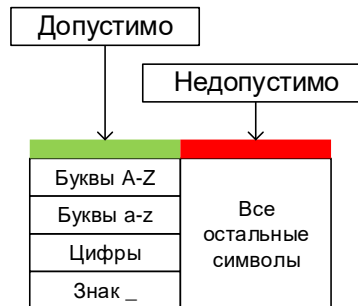 Допустимо
Недопустимо
Буквы A-Z
Буквы a-z
Цифры
Знак _
Все
остальные
символы